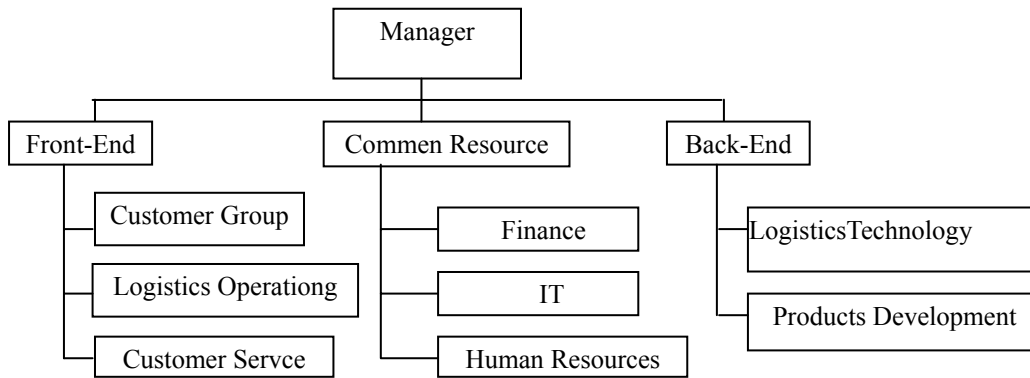 Manager
Front-End
Commen Resource
Back-End
Customer Group
Finance
LogisticsTechnology
Logistics Operationg
IT
Products Development
Customer Servce
Human Resources